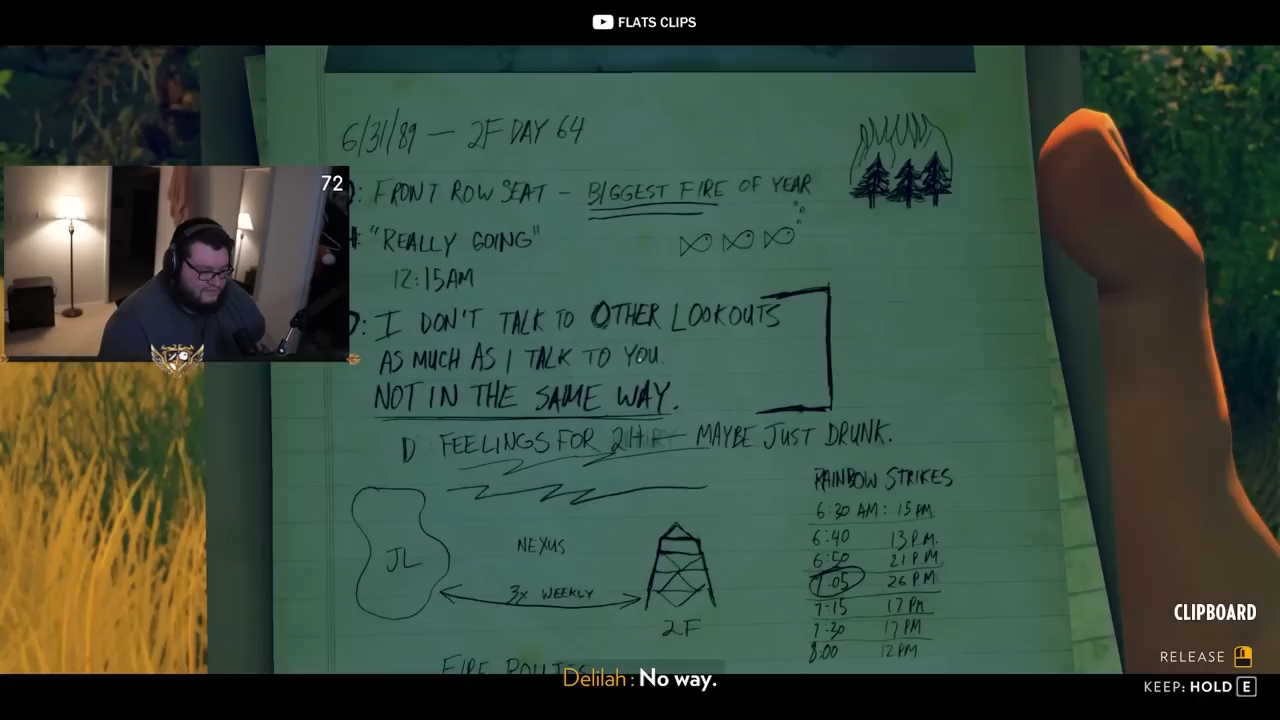 FLATS CLIPS
6/31/89 — 2F DAY 64
72
: FRONT ROW SEAT — BIGGEST FIRE OF YEAR
: "REALLY GOING"
12:15AM
: I DON'T TALK TO OTHER LOOKOUTS
AS MUCH AS I TALK TO YOU.
NOT IN THE SAME WAY.
D FEELINGS FOR MAYBE JUST DRUNK.
RAINBOW STRIKES
6:30 AM: 15 PM
6:40 13 P.M.
6:50 21 P.M
7:05 26 PM
7:15 17 PM
7:30 17 PM
8:00 12 PM
JL
NEXUS
3X WEEKLY
2F
CLIPBOARD
RELEASE
KEEP: HOLD E
FIRE
Delilah : No way.